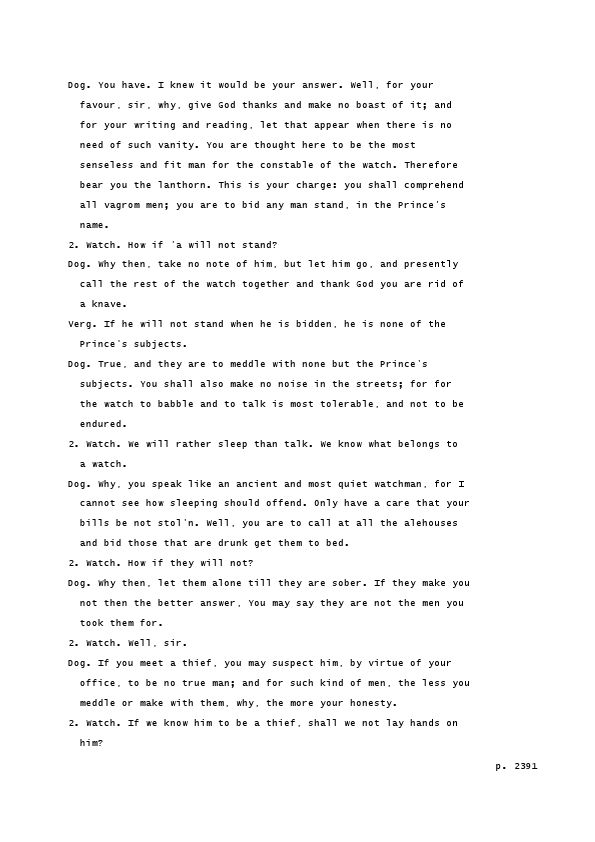 Dog. You have. I knew it would be your answer. Well, for your
favour, sir, why, give God thanks and make no boast of it; and
for your writing and reading, let that appear when there is no
need of such vanity. You are thought here to be the most
senseless and fit man for the constable of the watch. Therefore
bear you the lanthorn. This is your charge: you shall comprehend
all vagrom men; you are to bid any man stand, in the Prince's
name.
2. Watch. How if 'a will not stand?
Dog. Why then, take no note of him, but let him go, and presently
call the rest of the watch together and thank God you are rid of
a knave.
Verg. If he will not stand when he is bidden, he is none of the
Prince's subjects.
Dog. True, and they are to meddle with none but the Prince's
subjects. You shall also make no noise in the streets; for for
the watch to babble and to talk is most tolerable, and not to be
endured.
2. Watch. We will rather sleep than talk. We know what belongs to
a watch.
Dog. Why, you speak like an ancient and most quiet watchman, for I
cannot see how sleeping should offend. Only have a care that your
bills be not stol'n. Well, you are to call at all the alehouses
and bid those that are drunk get them to bed.
2. Watch. How if they will not?
Dog. Why then, let them alone till they are sober. If they make you
not then the better answer, You may say they are not the men you
took them for.
2. Watch. Well, sir.
Dog. If you meet a thief, you may suspect him, by virtue of your
office, to be no true man; and for such kind of men, the less you
meddle or make with them, why, the more your honesty.
2. Watch. If we know him to be a thief, shall we not lay hands on
him?
p. 2391